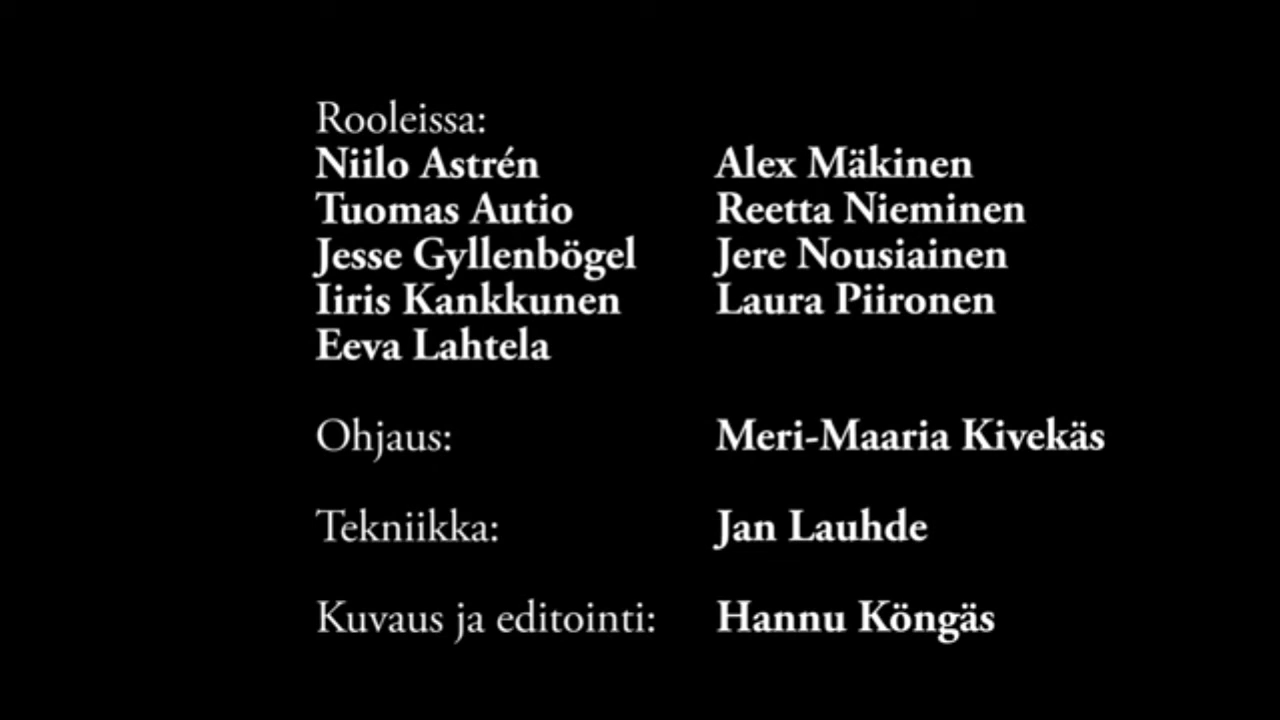 Rooleissa:
Niilo Astrén
Alex Mäkinen
Tuomas Autio
Reetta Nieminen
Jesse Gyllenbögel
Jere Nousiainen
Iiris Kankkunen
Laura Piironen
Eeva Lahtela
Ohjaus:
Meri-Maaria Kivekäs
Tekniikka:
Jan Lauhde
Kuvaus ja editointi:
Hannu Köngäs